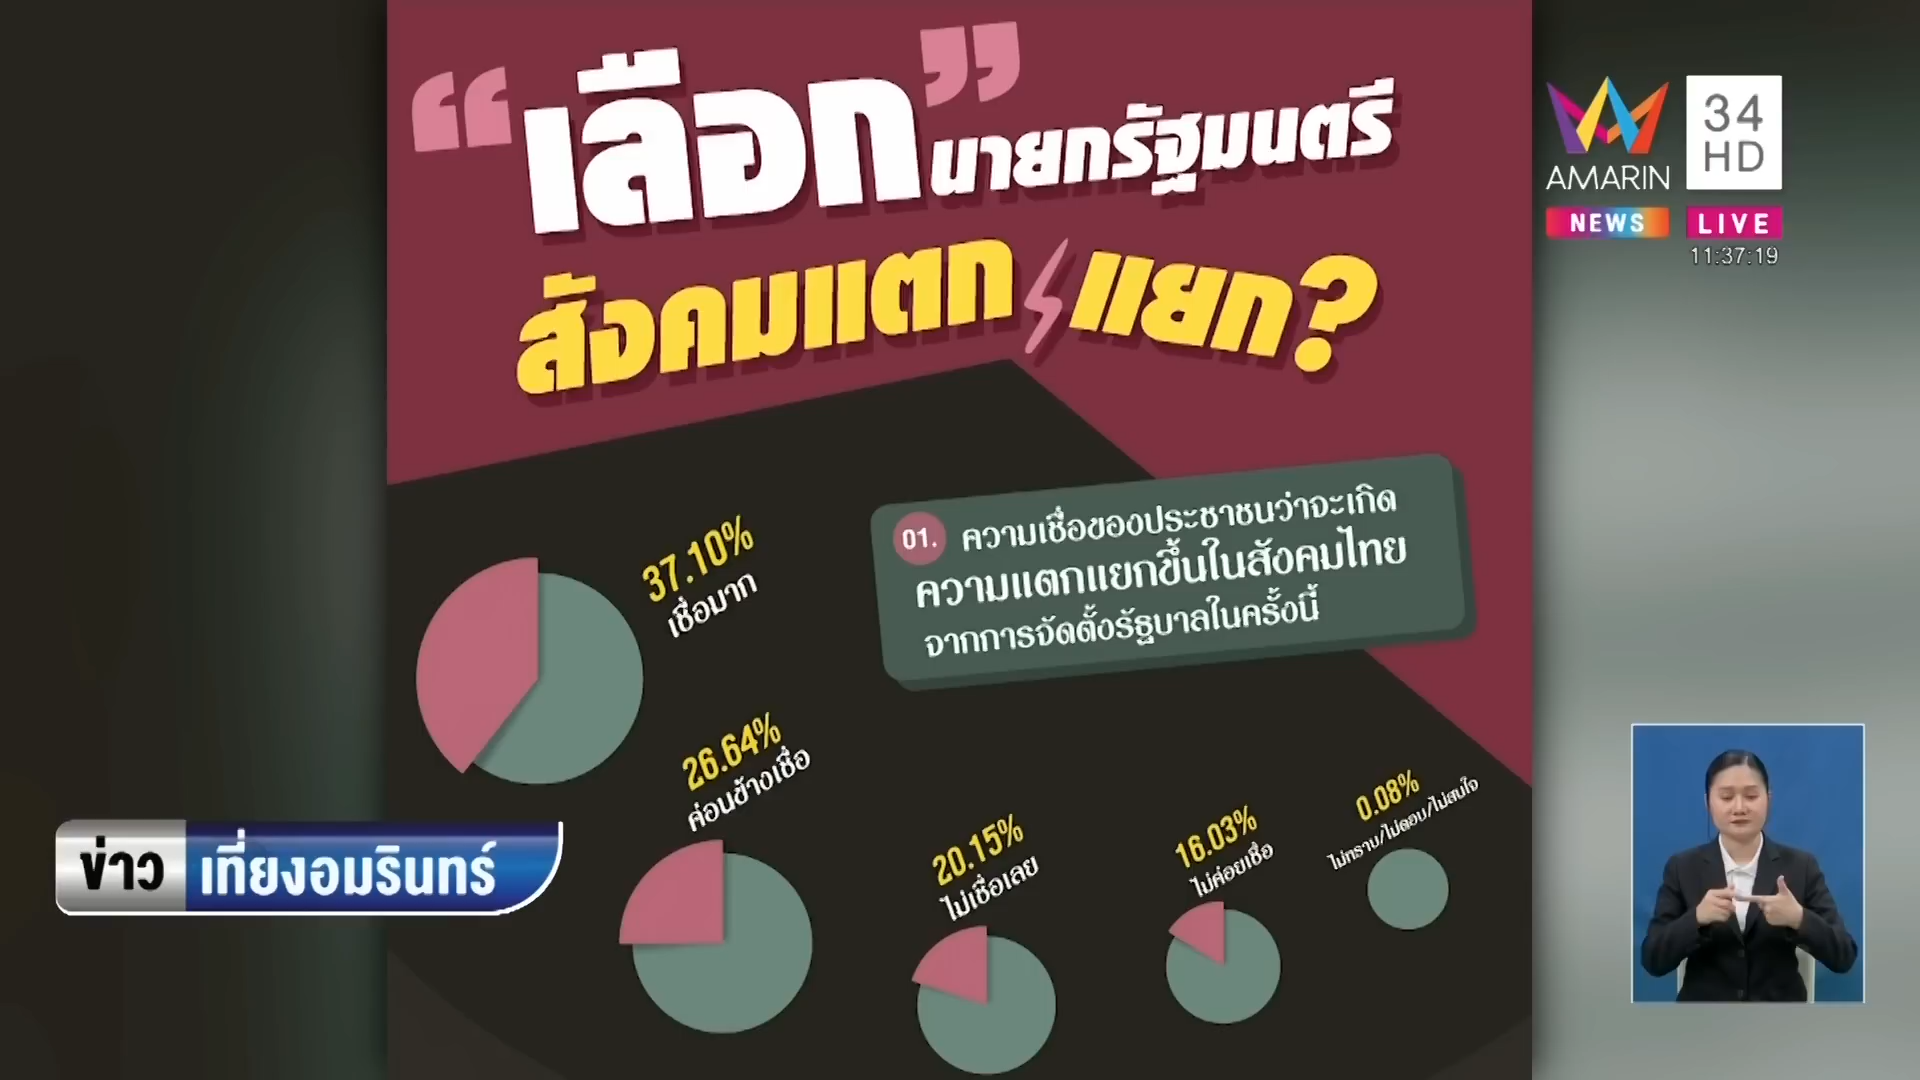 “เลือก” นายกรัฐมนตรี
สังคมแตกแยก?
01. ความเชื่อของประชาชนว่าจะเกิด
ความแตกแยกขึ้นในสังคมไทย
จากการจัดตั้งรัฐบาลในครั้งนี้
37.10%
เชื่อมาก
26.64%
ค่อนข้างเชื่อ
20.15%
ไม่เชื่อเลย
16.03%
ไม่ค่อยเชื่อ
0.08%
ไม่ทราบ/ไม่ตอบ/ไม่สนใจ
AMARIN
NEWS
34
HD
LIVE
11:37:19
ข่าว เที่ยงอมรินทร์